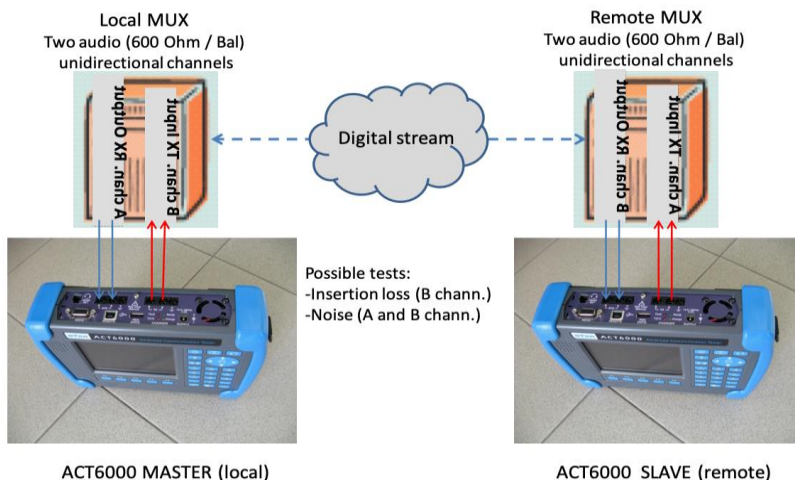 Local MUX
Two audio (600 Ohm / Bal)
unidirectional channels
Remote MUX
Two audio (600 Ohm / Bal)
unidirectional channels
A chan. RX Output
B chan. TX Input
Digital stream
B chan. RX Output
A chan. TX Input
Possible tests:
-Insertion loss (B chann.)
-Noise (A and B chann.)
ACT6000
ACT6000
ACT6000 MASTER (local)
ACT6000 SLAVE (remote)